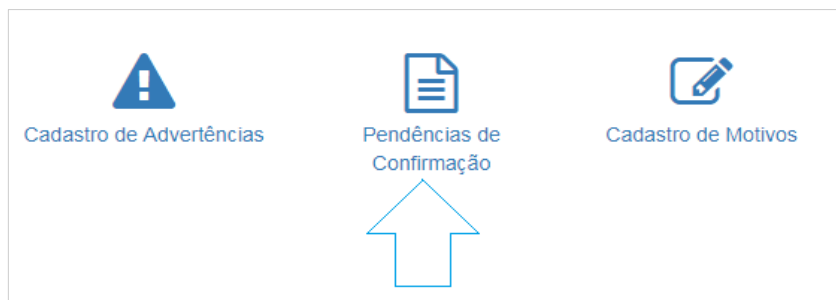 Cadastro de Advertências
Pendências de
Confirmação
Cadastro de Motivos